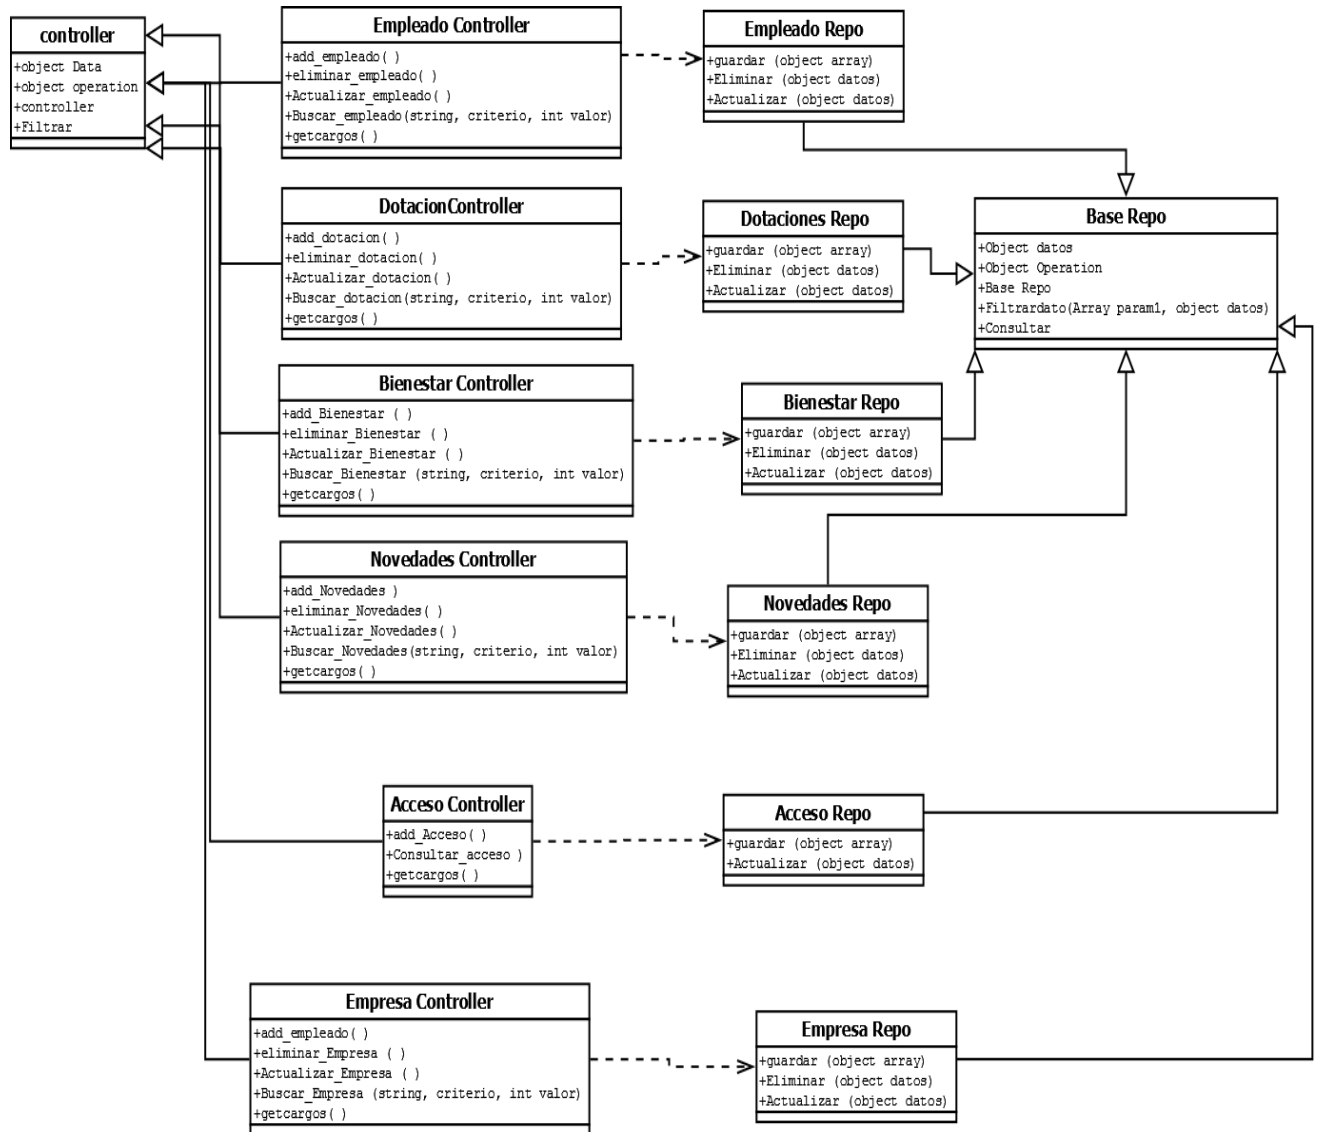 controller
+object Data
+object operation
+controller
+Filtrar
Empleado Controller
+add_empleado( )
+eliminar_empleado( )
+Actualizar_empleado( )
+Buscar_empleado(string, criterio, int valor)
+getcargos( )
Empleado Repo
+guardar (object array)
+Eliminar (object datos)
+Actualizar (object datos)
DotacionController
+add_dotacion( )
+eliminar_dotacion( )
+Actualizar_dotacion( )
+Buscar_dotacion(string, criterio, int valor)
+getcargos( )
Dotaciones Repo
+guardar (object array)
+Eliminar (object datos)
+Actualizar (object datos)
Base Repo
+Object datos
+Object Operation
+Base Repo
+Filtrardato(Array param1, object datos)
+Consultar
Bienestar Controller
+add_Bienestar ( )
+eliminar_Bienestar ( )
+Actualizar_Bienestar ( )
+Buscar_Bienestar (string, criterio, int valor)
+getcargos( )
Bienestar Repo
+guardar (object array)
+Eliminar (object datos)
+Actualizar (object datos)
Novedades Controller
+add_Novedades )
+eliminar_Novedades( )
+Actualizar_Novedades( )
+Buscar_Novedades(string, criterio, int valor)
+getcargos( )
Novedades Repo
+guardar (object array)
+Eliminar (object datos)
+Actualizar (object datos)
Acceso Controller
+add_Acceso( )
+Consultar_acceso )
+getcargos( )
Acceso Repo
+guardar (object array)
+Actualizar (object datos)
Empresa Controller
+add_empleado( )
+eliminar_Empresa ( )
+Actualizar_Empresa ( )
+Buscar_Empresa (string, criterio, int valor)
+getcargos( )
Empresa Repo
+guardar (object array)
+Eliminar (object datos)
+Actualizar (object datos)